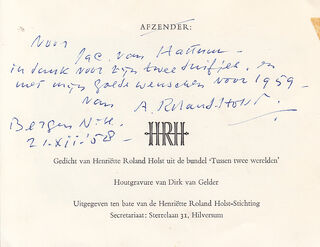 AFZENDER:
Voor
Jac. van Hattum
in dank voor zijn twee en
met mijn goede wenschen voor 1959
van A. Roland Holst.
Bergen N-H.
21-XII-'58
HRH
Gedicht van Henriëtte Roland Holst uit de bundel 'Tussen twee werelden'
Houtgravure van Dirk van Gelder
Uitgegeven ten bate van de Henriëtte Roland Holst-Stichting
Secretariaat: Sterrelaan 31, Hilversum